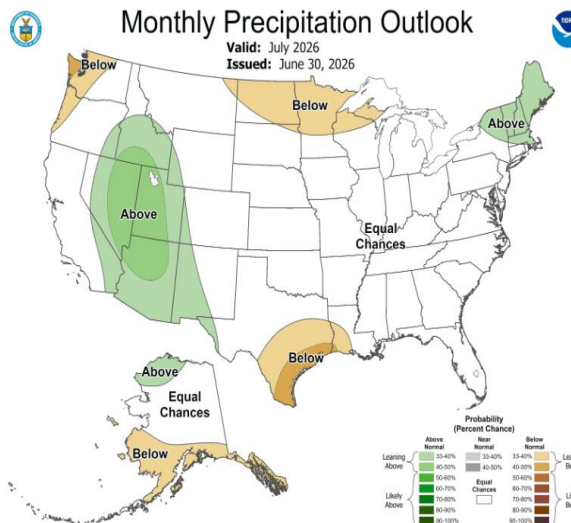 Monthly Precipitation Outlook
Valid: July 2026
Issued: June 30, 2026
Below
Below
Above
Above
Equal
Chances
Below
Above
Equal
Chances
Below
Probability
(Percent Chance)
Above
Normal
Near
Normal
Below
Normal
Leaning
Above
33-40%
40-50%
50-60%
60-70%
70-80%
80-90%
90-100%
Likely
Above
33-40%
40-50%
Equal
Chances
33-40%
40-50%
50-60%
60-70%
70-80%
80-90%
90-100%